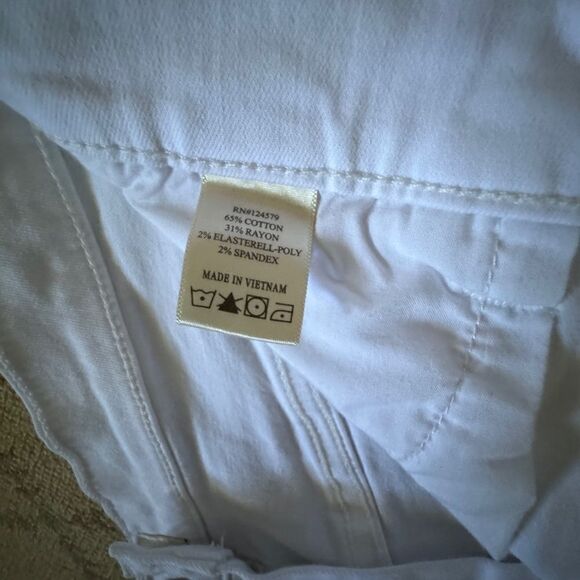 RN#124579
65% COTTON
31% RAYON
2% ELASTERELL-POLY
2% SPANDEX
MADE IN VIETNAM